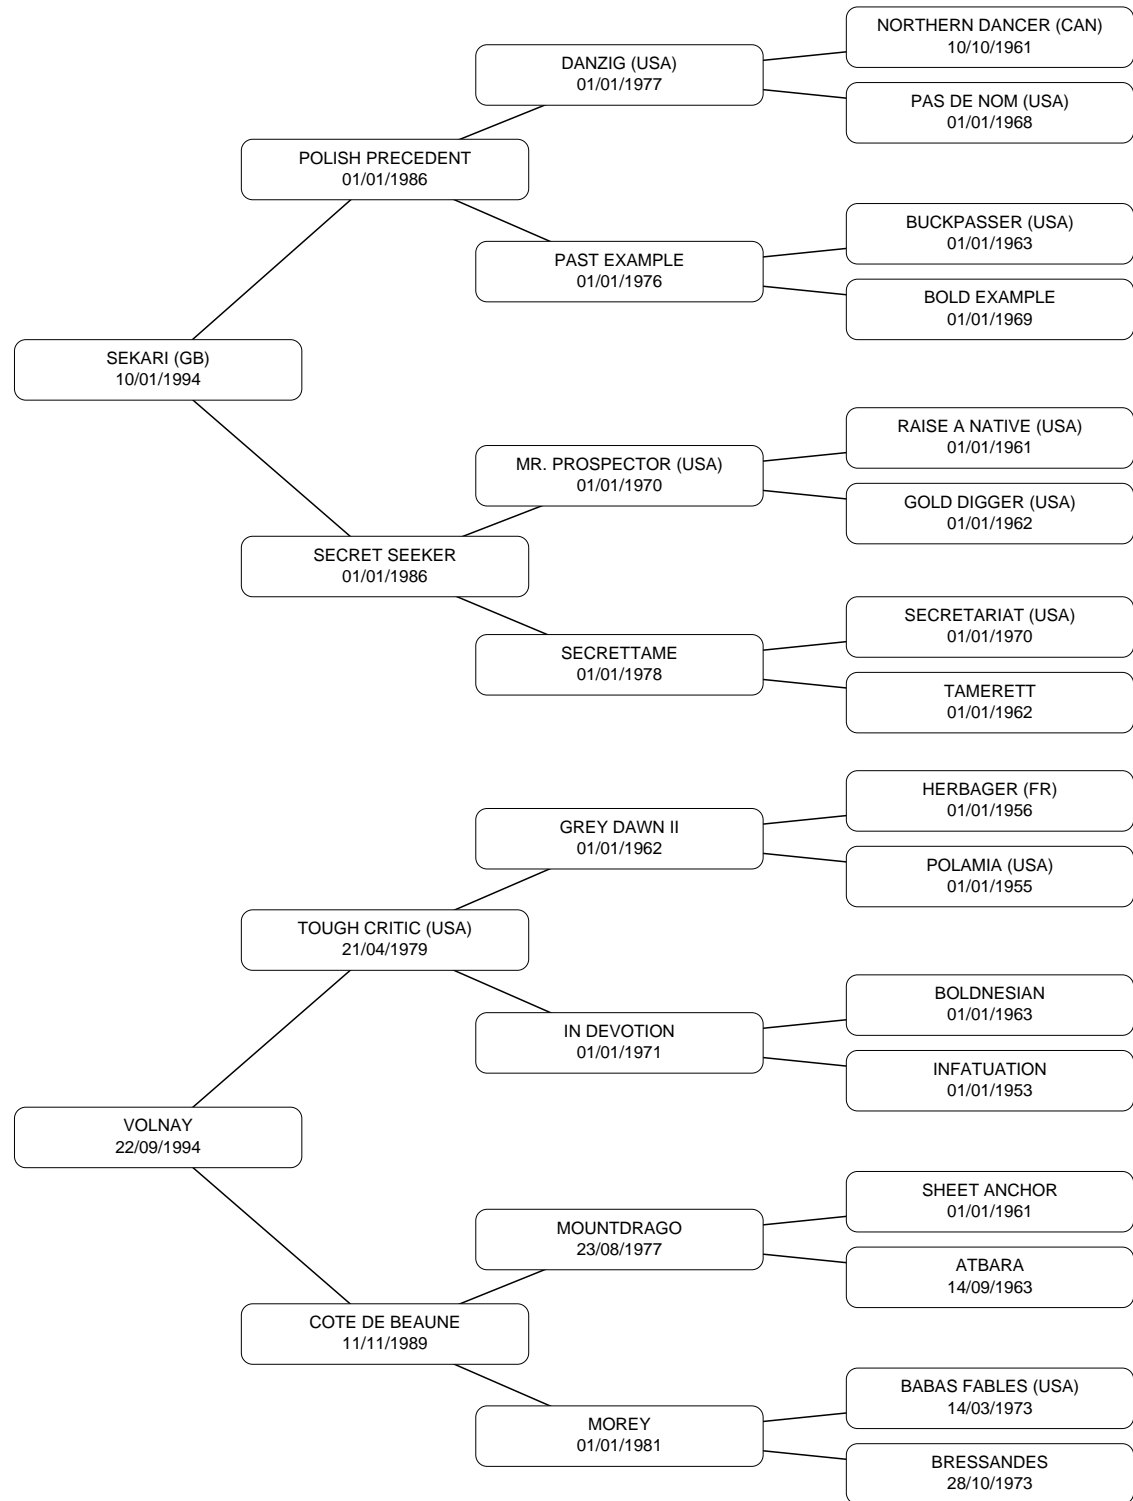 NORTHERN DANCER (CAN)
10/10/1961
DANZIG (USA)
01/01/1977
PAS DE NOM (USA)
01/01/1968
POLISH PRECEDENT
01/01/1986
BUCKPASSER (USA)
01/01/1963
PAST EXAMPLE
01/01/1976
BOLD EXAMPLE
01/01/1969
SEKARI (GB)
10/01/1994
RAISE A NATIVE (USA)
01/01/1961
MR. PROSPECTOR (USA)
01/01/1970
GOLD DIGGER (USA)
01/01/1962
SECRET SEEKER
01/01/1986
SECRETARIAT (USA)
01/01/1970
SECRETTAME
01/01/1978
TAMERETT
01/01/1962
HERBAGER (FR)
01/01/1956
GREY DAWN II
01/01/1962
POLAMIA (USA)
01/01/1955
TOUGH CRITIC (USA)
21/04/1979
BOLDNESIAN
01/01/1963
IN DEVOTION
01/01/1971
INFATUATION
01/01/1953
VOLNAY
22/09/1994
SHEET ANCHOR
01/01/1961
MOUNTDRAGO
23/08/1977
ATBARA
14/09/1963
COTE DE BEAUNE
11/11/1989
BABAS FABLES (USA)
14/03/1973
MOREY
01/01/1981
BRESSANDES
28/10/1973